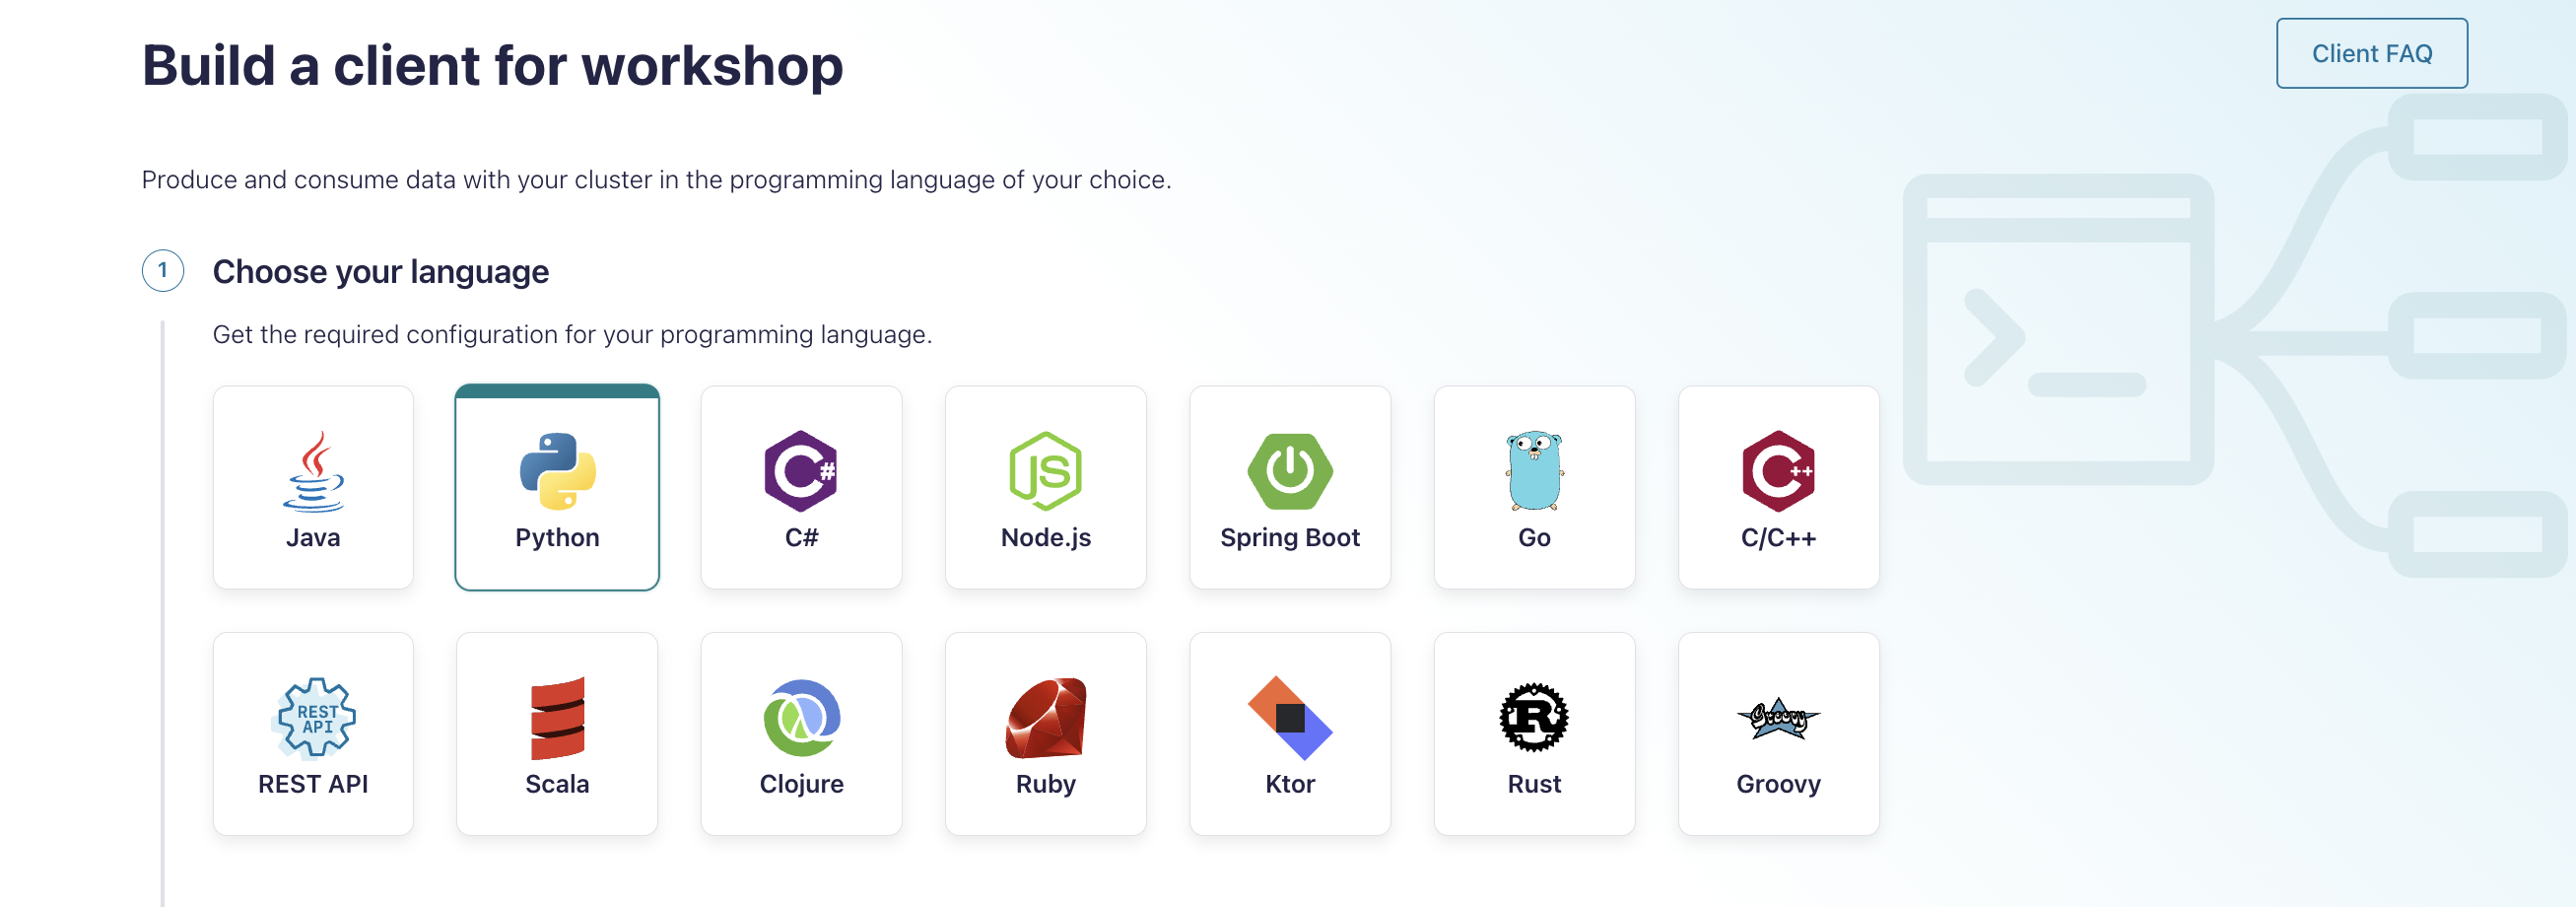 Build a client for workshop
Client FAQ
Produce and consume data with your cluster in the programming language of your choice.
1 Choose your language
Get the required configuration for your programming language.
C#
JS
C++
Java
Python
C#
Node.js
Spring Boot
Go
C/C++
REST
API
R
Groovy
REST API
Scala
Clojure
Ruby
Ktor
Rust
Groovy